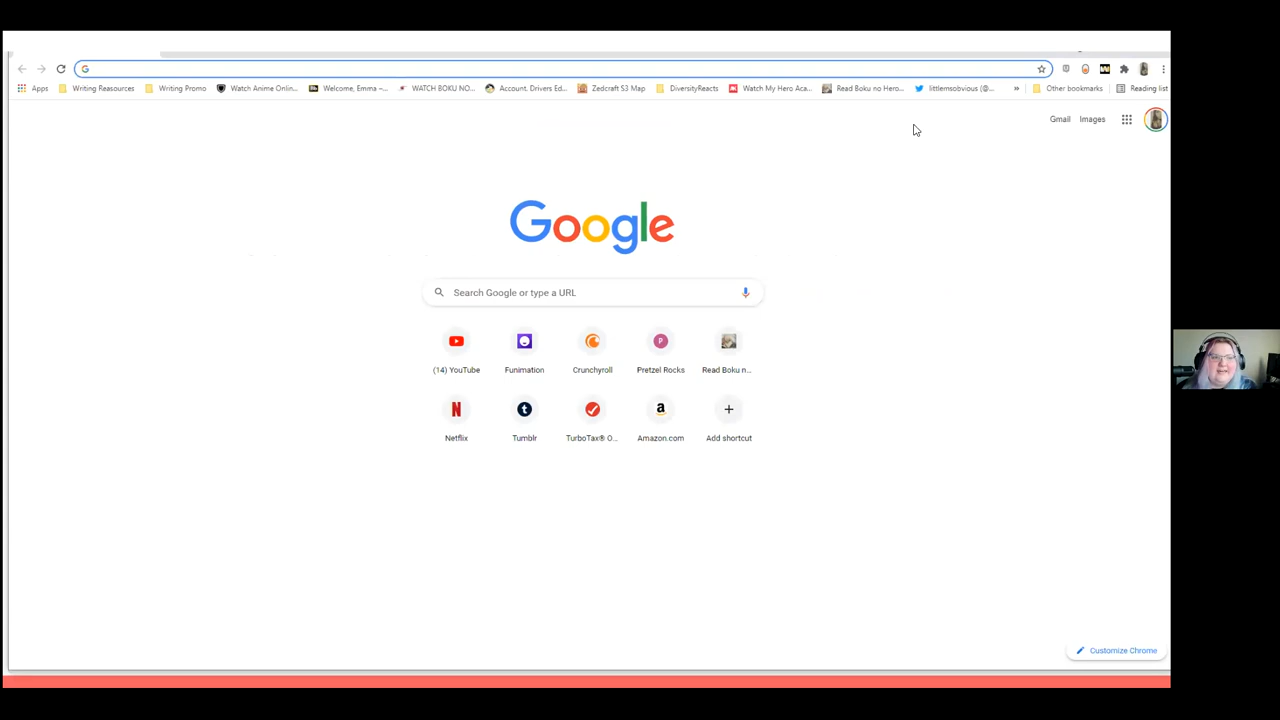 Apps Writing Reasources Writing Promo Watch Anime Online,... Welcome, Emma –... WATCH BOKU NO... Account. Drivers Ed... Zedcraft S3 Map DiversityReacts Watch My Hero Aca... Read Boku no Hero... littlemsobvious (@... » Other bookmarks Reading list
Gmail Images
Google
Search Google or type a URL
(14) YouTube Funimation Crunchyroll Pretzel Rocks Read Boku n...
Netflix Tumblr TurboTax® O... Amazon.com Add shortcut
Customize Chrome